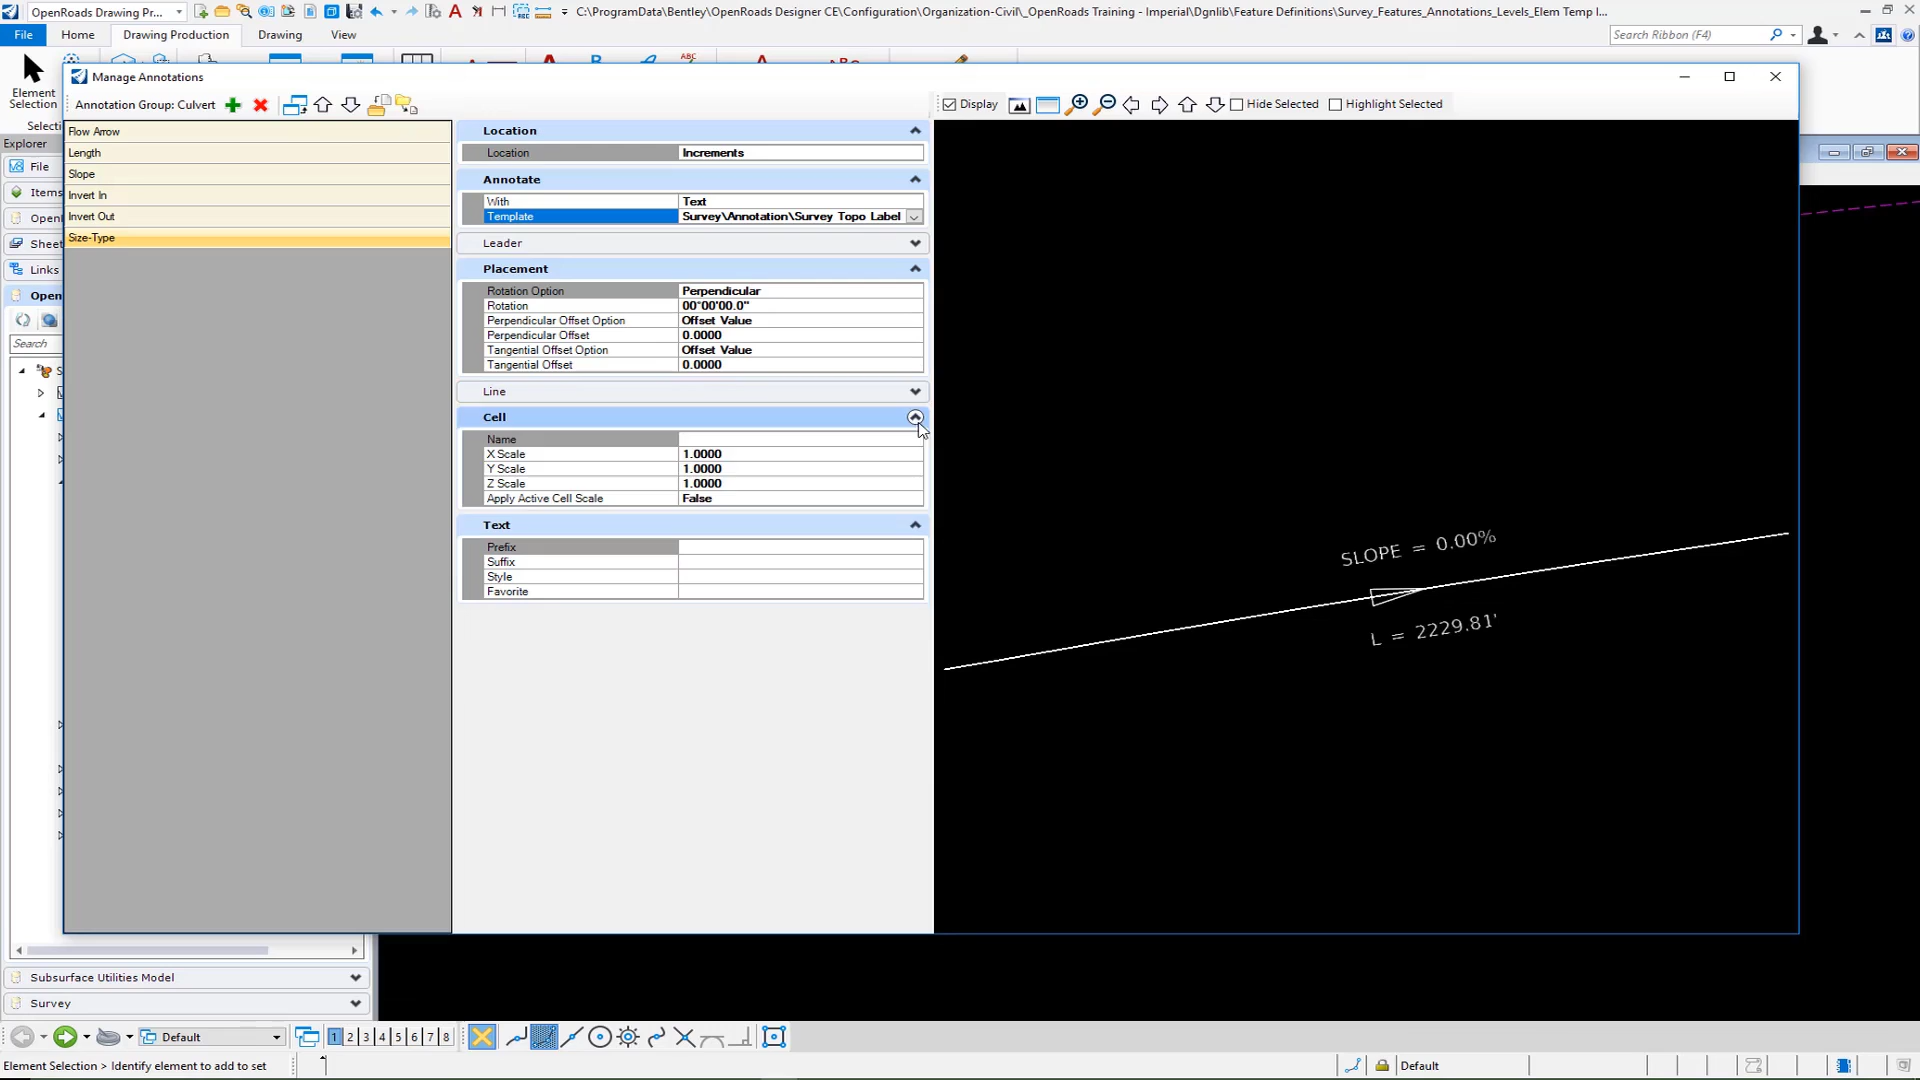 OpenRoads Drawing Pr...
C:\ProgramData\Bentley\OpenRoads Designer CE\Configuration\Organization-Civil\_OpenRoads Training - Imperial\Dgnlib\Feature Definitions\Survey_Features_Annotations_Levels_Elem Temp I...
File
Home
Drawing Production
Drawing
View
Search Ribbon (F4)
Element
Selection
Manage Annotations
Annotation Group: Culvert
Display
Hide Selected
Highlight Selected
Explorer
File
Items
Sheet
Links
Open
Search
Flow Arrow
Length
Slope
Invert In
Invert Out
Size-Type
Location
Location Increments
Annotate
With Text
Template Survey\Annotation\Survey Topo Label
Leader
Placement
Rotation Option Perpendicular
Rotation 00°00'00.0"
Perpendicular Offset Option Offset Value
Perpendicular Offset 0.0000
Tangential Offset Option Offset Value
Tangential Offset 0.0000
Line
Cell
Name
X Scale 1.0000
Y Scale 1.0000
Z Scale 1.0000
Apply Active Cell Scale False
Text
Prefix
Suffix
Style
Favorite
SLOPE = 0.00%
L = 2229.81'
Subsurface Utilities Model
Survey
Default
1 2 3 4 5 6 7 8
Element Selection > Identify element to add to set
Default